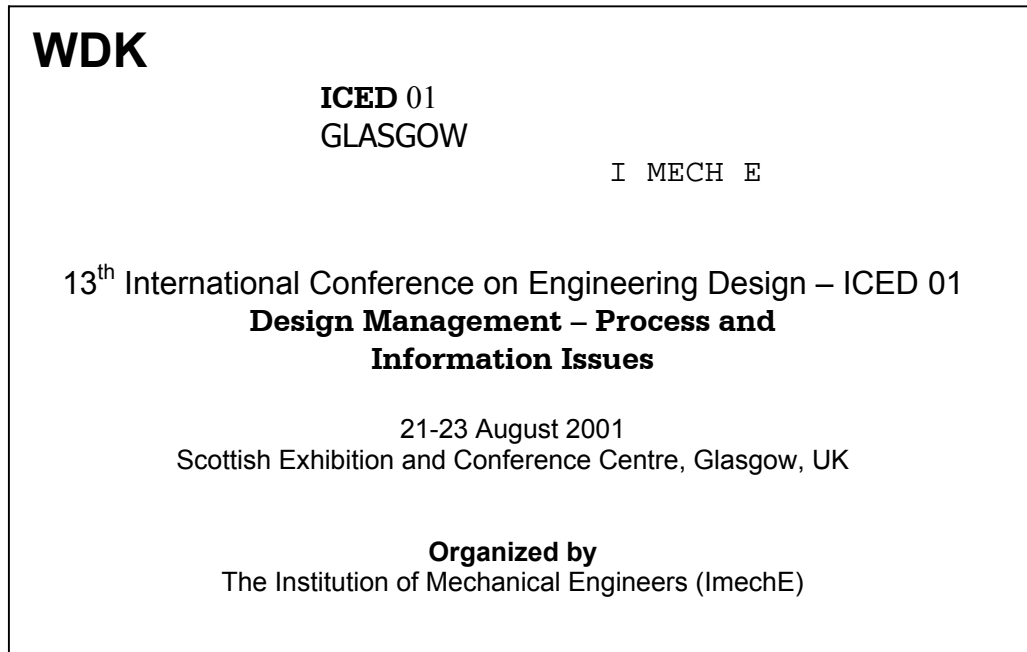 WDK
ICED 01
GLASGOW
I MECH E
13th International Conference on Engineering Design – ICED 01
Design Management – Process and
Information Issues
21-23 August 2001
Scottish Exhibition and Conference Centre, Glasgow, UK
Organized by
The Institution of Mechanical Engineers (ImechE)